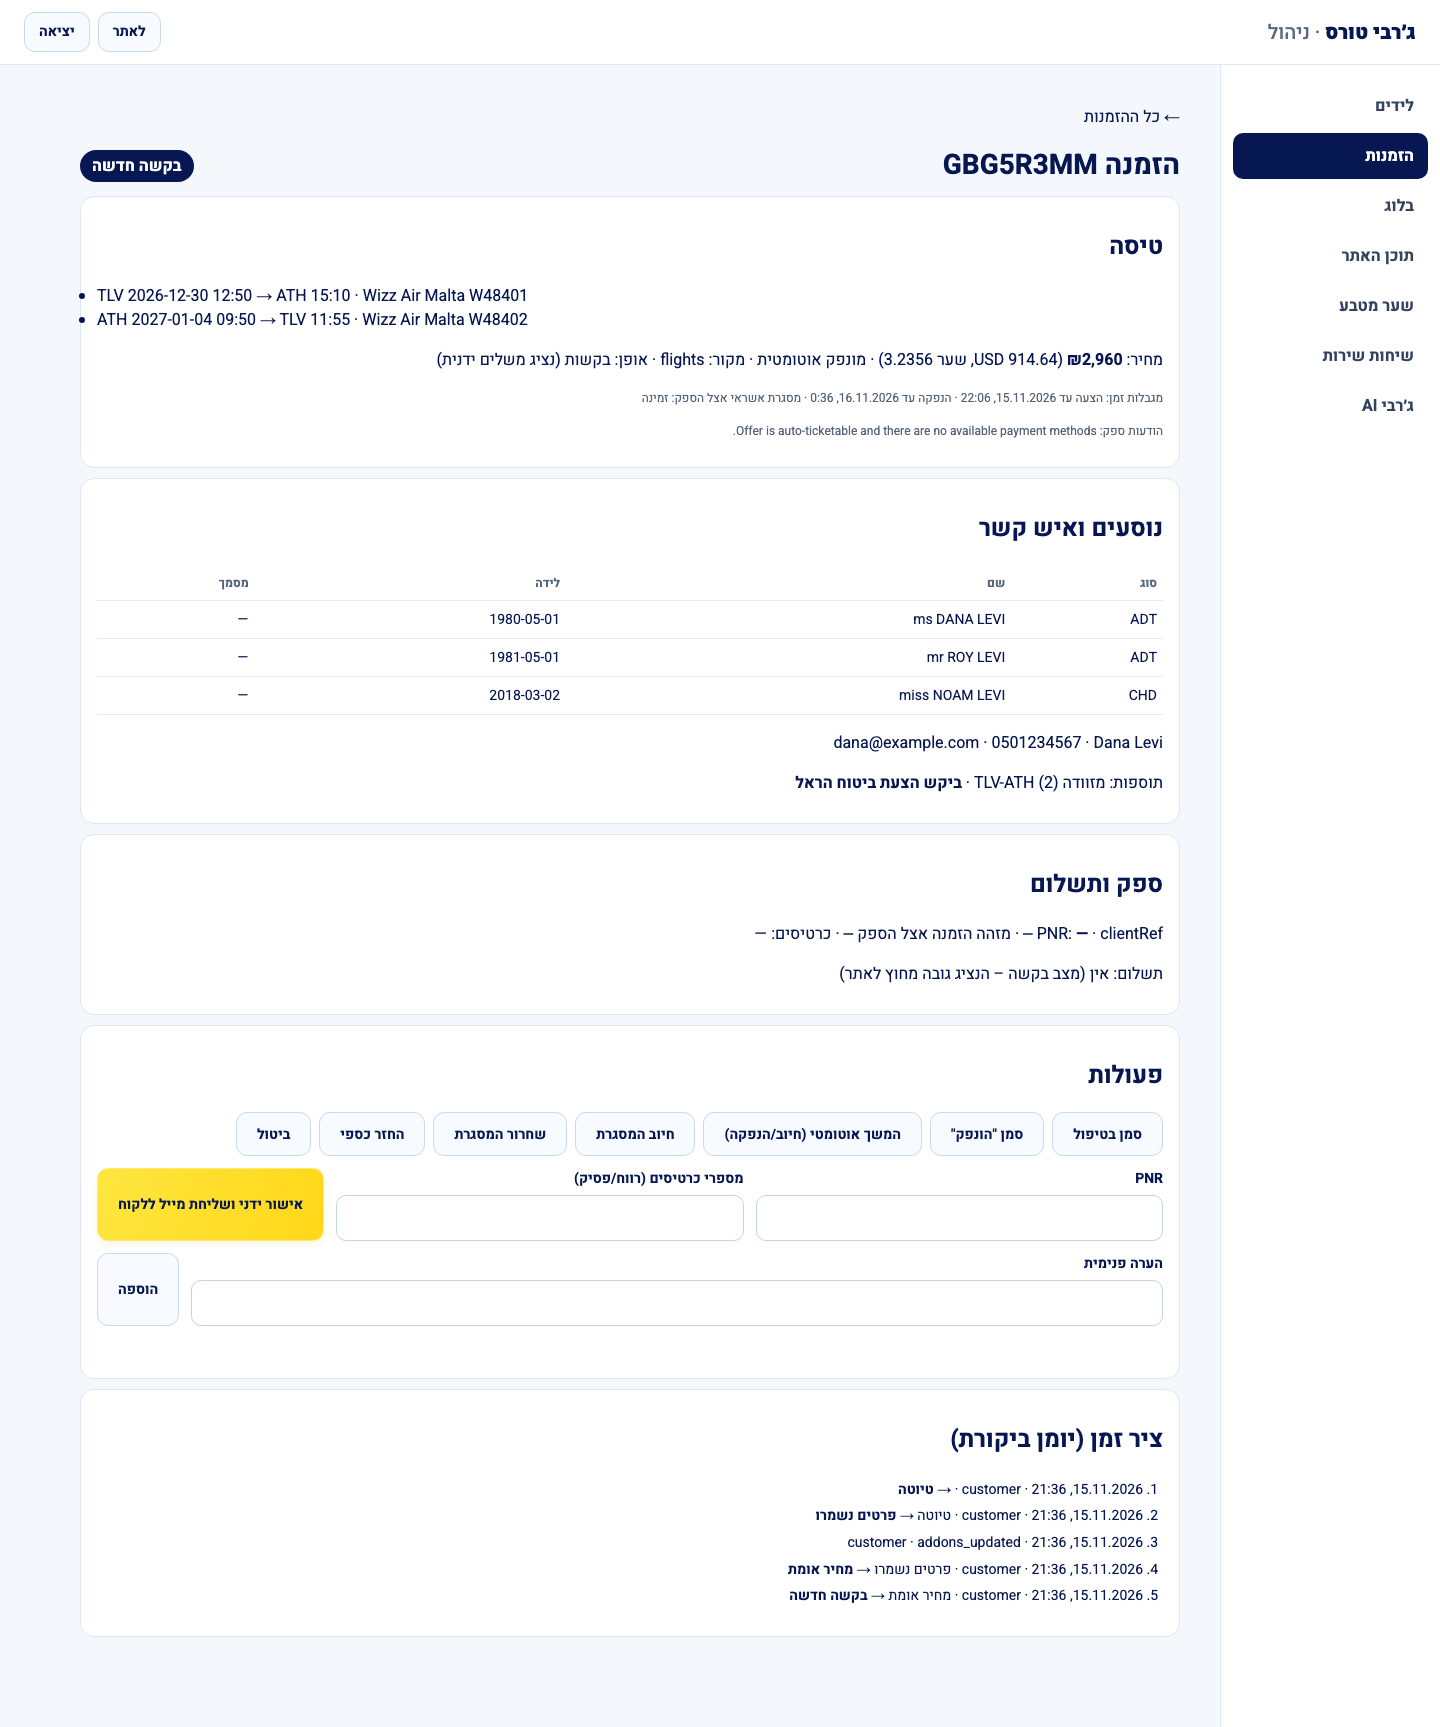 ג׳רבי טורס · ניהול
לאתר
יציאה
לידים
הזמנות
בלוג
תוכן האתר
שער מטבע
שיחות שירות
ג׳רבי AI
← כל ההזמנות
הזמנה GBG5R3MM
בקשה חדשה
טיסה
TLV 2026-12-30 12:50 → ATH 15:10 · Wizz Air Malta W48401
ATH 2027-01-04 09:50 → TLV 11:55 · Wizz Air Malta W48402
מחיר: ₪2,960 (USD 914.64, שער 3.2356) · מונפק אוטומטית · מקור: flights · אופן: בקשות (נציג משלים ידנית)
מגבלות זמן: הצעה עד 15.11.2026, 22:06 · הנפקה עד 16.11.2026, 0:36 · מסגרת אשראי אצל הספק: זמינה
הודעות ספק: Offer is auto-ticketable and there are no available payment methods.
נוסעים ואיש קשר
סוג שם לידה מסמך
ADT ms DANA LEVI 1980-05-01 —
ADT mr ROY LEVI 1981-05-01 —
CHD miss NOAM LEVI 2018-03-02 —
Dana Levi · 0501234567 · dana@example.com
תוספות: מזוודה TLV-ATH (2) · ביקש הצעת ביטוח הראל
ספק ותשלום
clientRef — · PNR: — · מזהה הזמנה אצל הספק — · כרטיסים: —
תשלום: אין (מצב בקשה – הנציג גובה מחוץ לאתר)
פעולות
סמן בטיפול
סמן "הונפק"
המשך אוטומטי (חיוב/הנפקה)
חיוב המסגרת
שחרור המסגרת
החזר כספי
ביטול
PNR
מספרי כרטיסים (רווח/פסיק)
אישור ידני ושליחת מייל ללקוח
הערה פנימית
הוספה
ציר זמן (יומן ביקורת)
1. 15.11.2026, 21:36 · customer · → טיוטה
2. 15.11.2026, 21:36 · customer · טיוטה → פרטים נשמרו
3. 15.11.2026, 21:36 · customer · addons_updated
4. 15.11.2026, 21:36 · customer · פרטים נשמרו → מחיר אומת
5. 15.11.2026, 21:36 · customer · מחיר אומת → בקשה חדשה